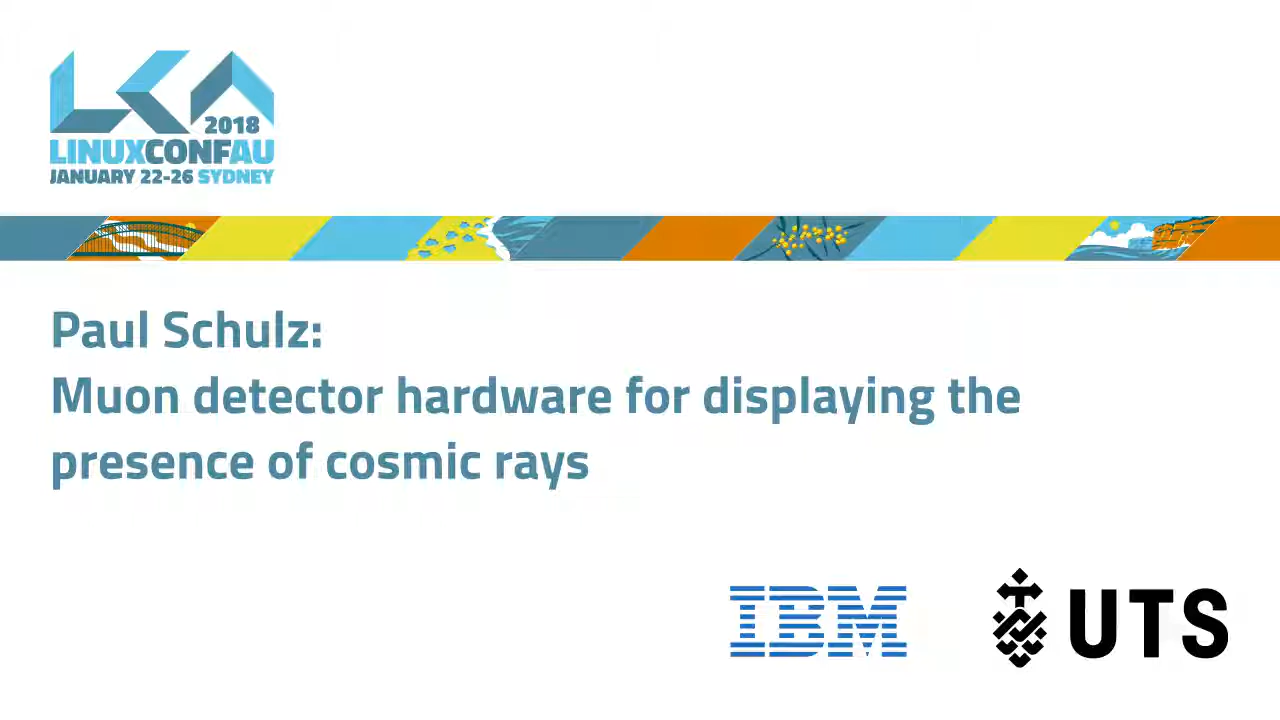 LCA
2018
LINUXCONFAU
JANUARY 22-26 SYDNEY
Paul Schulz:
Muon detector hardware for displaying the
presence of cosmic rays
IBM
UTS